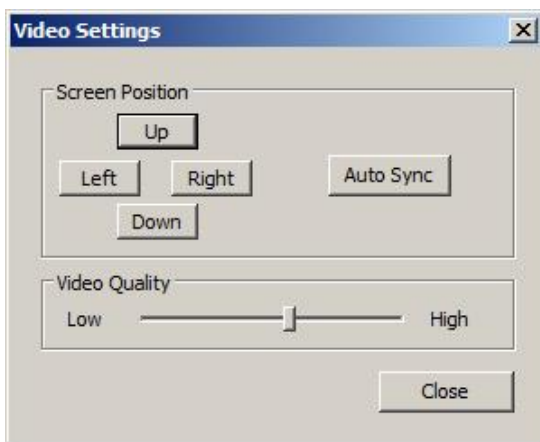 Video Settings
Screen Position
Up
Left Right Auto Sync
Down
Video Quality
Low High
Close